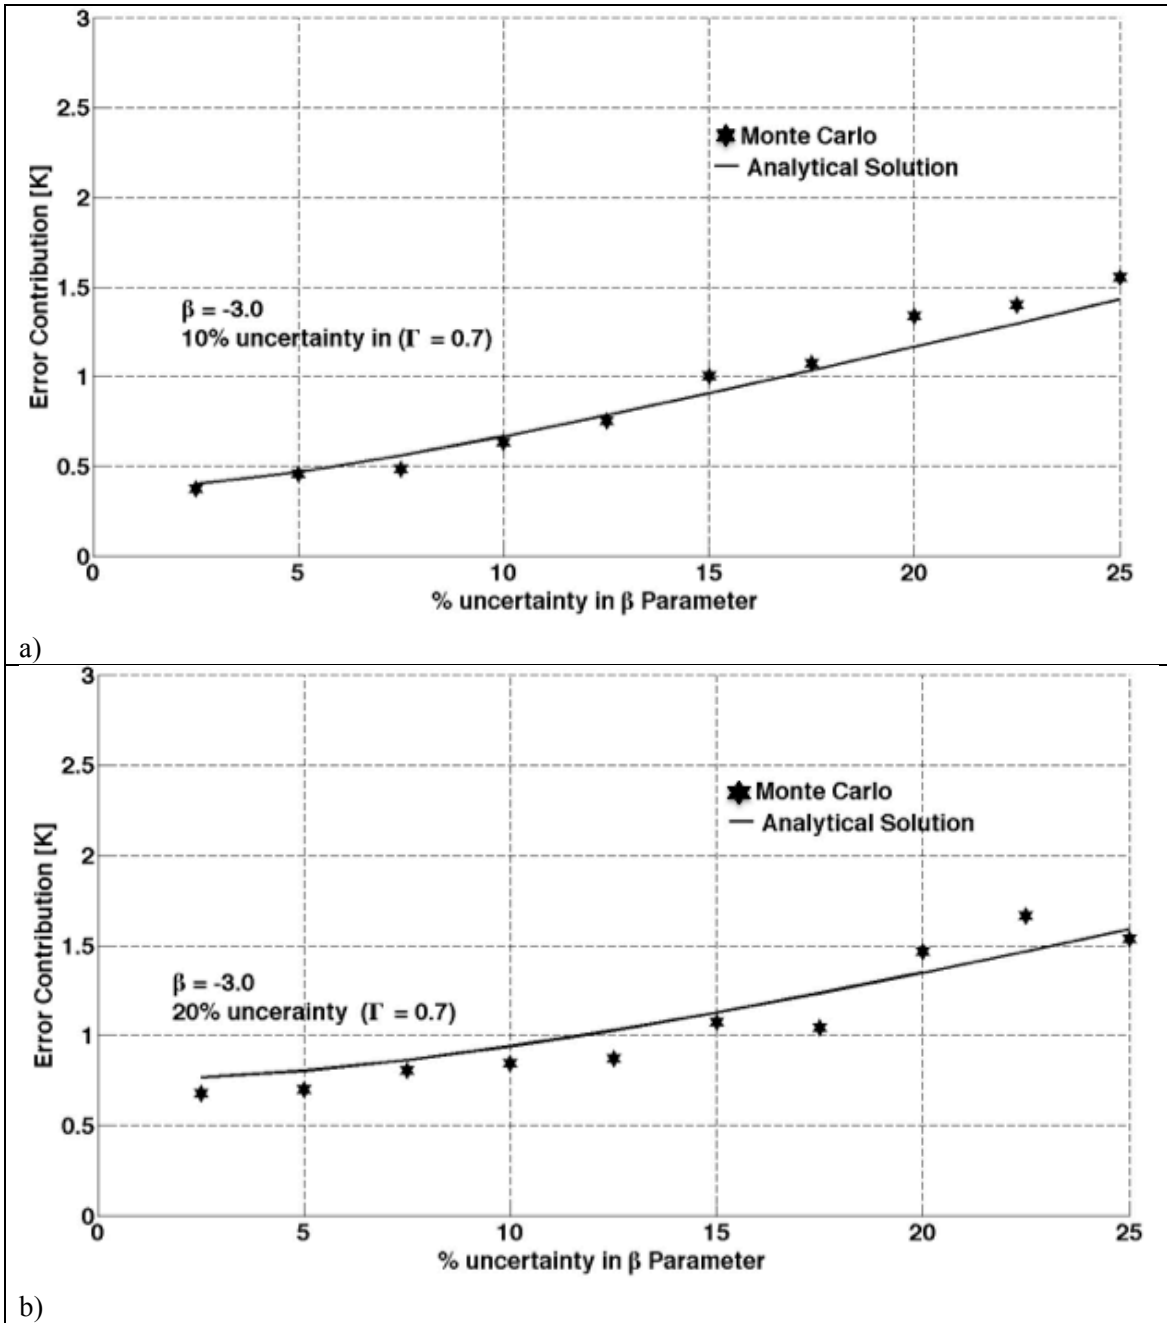 3
2.5
Monte Carlo
Analytical Solution
2
Error Contribution [K]
1.5
β = -3.0
10% uncertainty in (Γ = 0.7)
1
0.5
0
0 5 10 15 20 25
% uncertainty in β Parameter
a)
3
2.5
Monte Carlo
Analytical Solution
2
Error Contribution [K]
1.5
β = -3.0
20% uncerainty (Γ = 0.7)
1
0.5
0
0 5 10 15 20 25
% uncertainty in β Parameter
b)